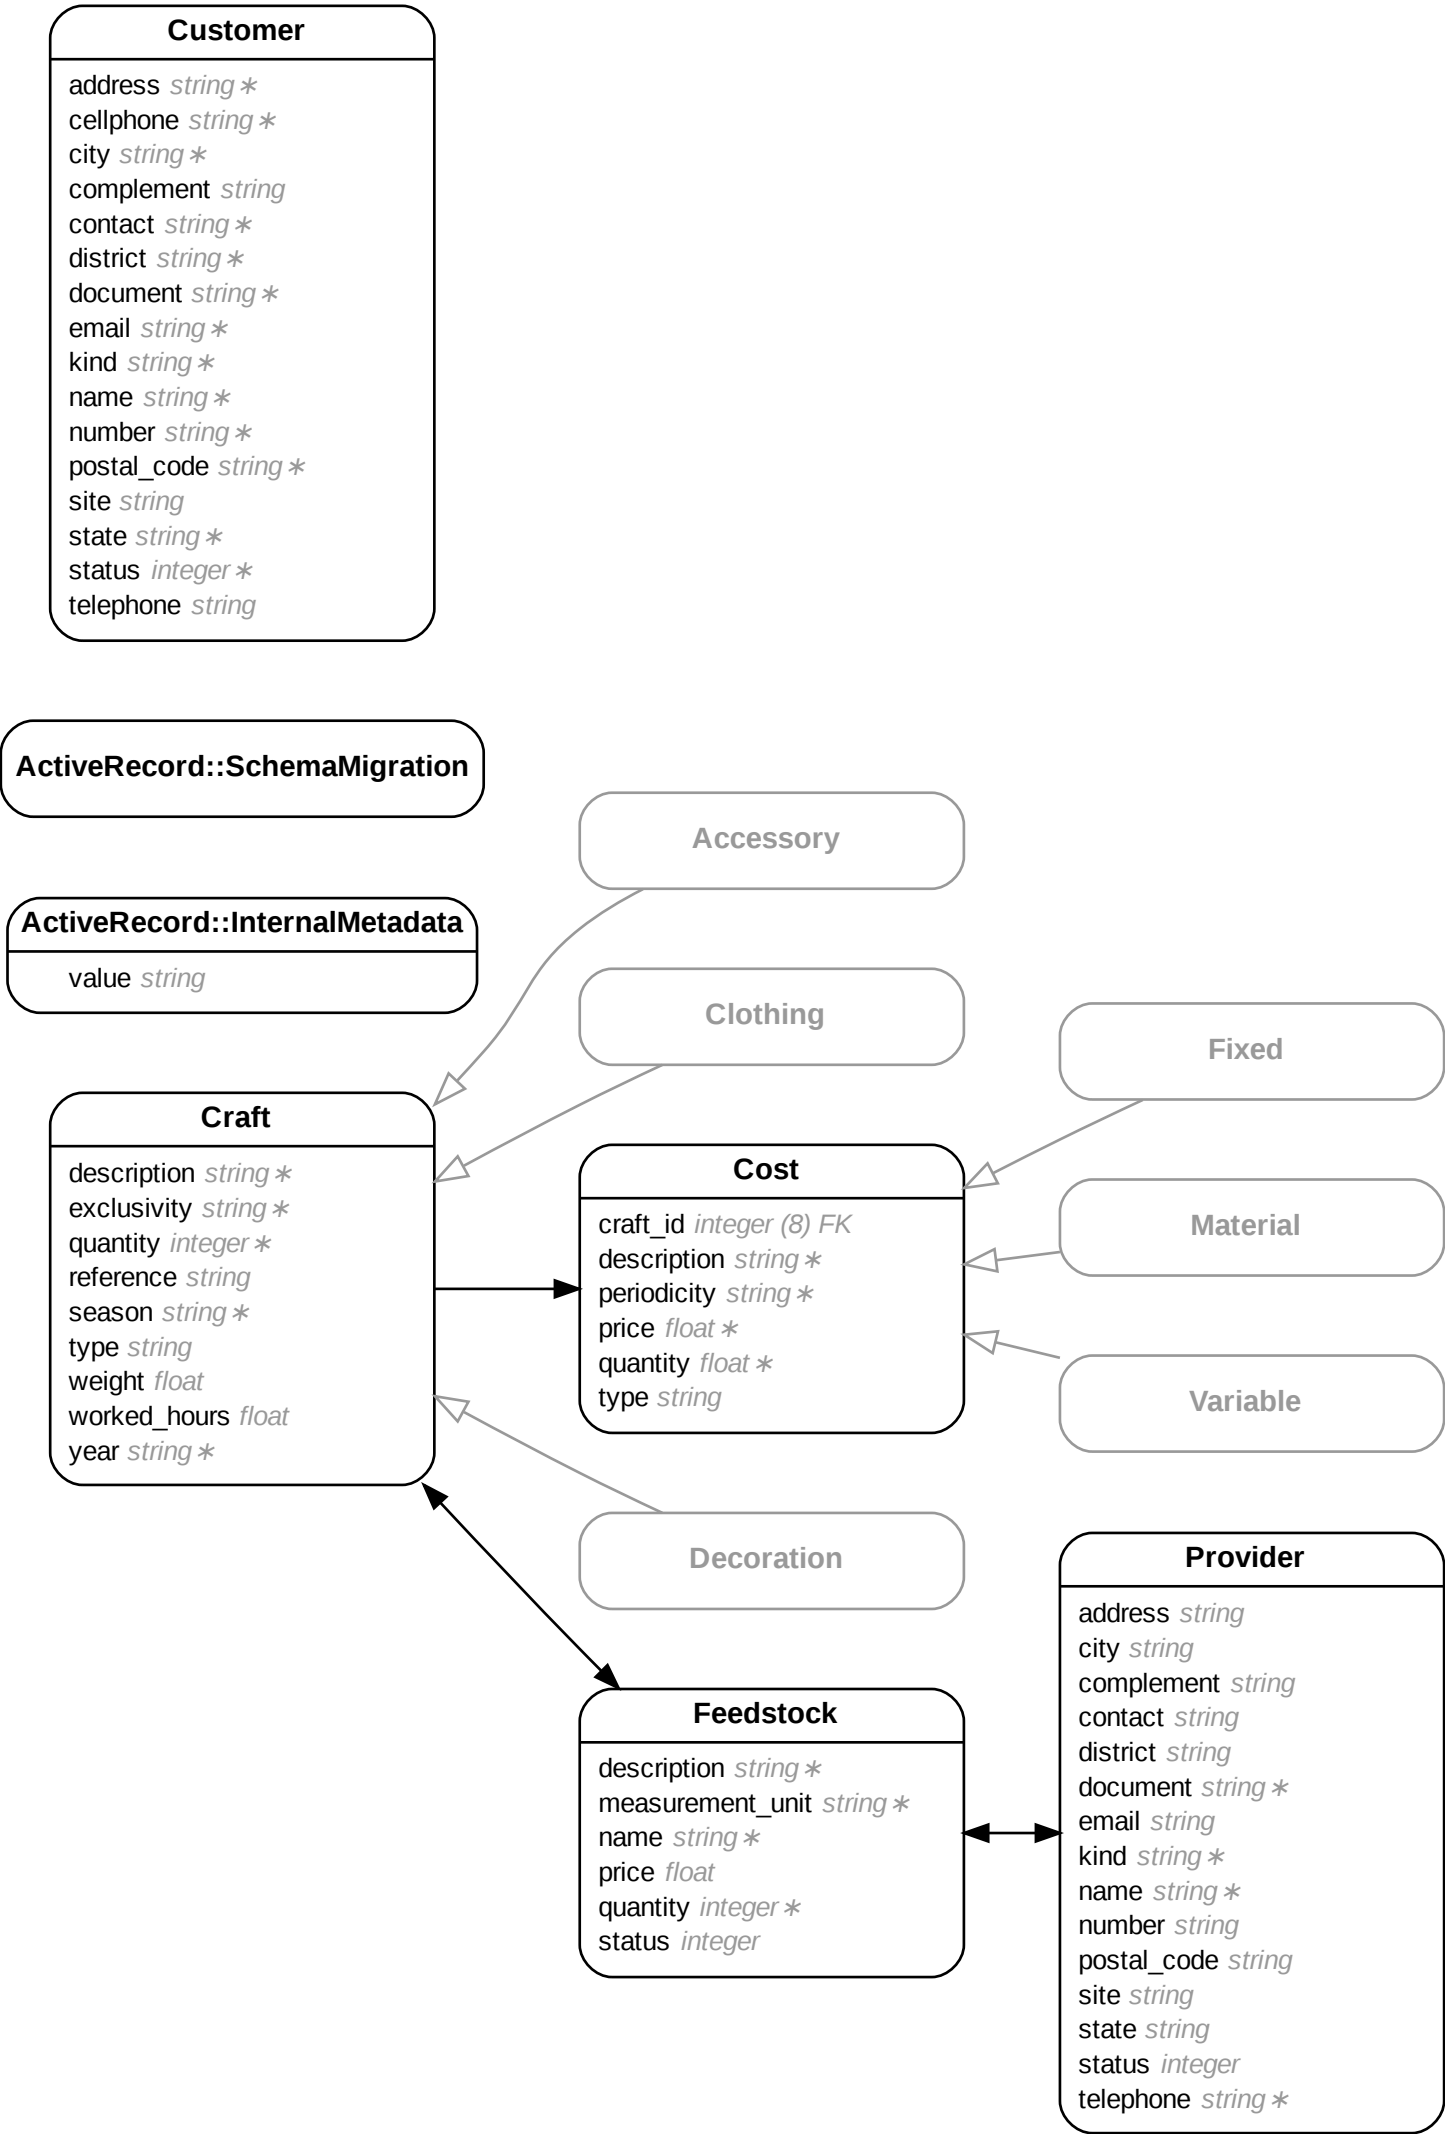 Customer
address string∗
cellphone string∗
city string∗
complement string
contact string∗
district string∗
document string∗
email string∗
kind string∗
name string∗
number string∗
postal_code string∗
site string
state string∗
status integer∗
telephone string
ActiveRecord::SchemaMigration
ActiveRecord::InternalMetadata
value string
Craft
description string∗
exclusivity string∗
quantity integer∗
reference string
season string∗
type string
weight float
worked_hours float
year string∗
Accessory
Clothing
Cost
craft_id integer (8) FK
description string∗
periodicity string∗
price float∗
quantity float∗
type string
Decoration
Feedstock
description string∗
measurement_unit string∗
name string∗
price float
quantity integer∗
status integer
Fixed
Material
Variable
Provider
address string
city string
complement string
contact string
district string
document string∗
email string
kind string∗
name string∗
number string
postal_code string
site string
state string
status integer
telephone string∗